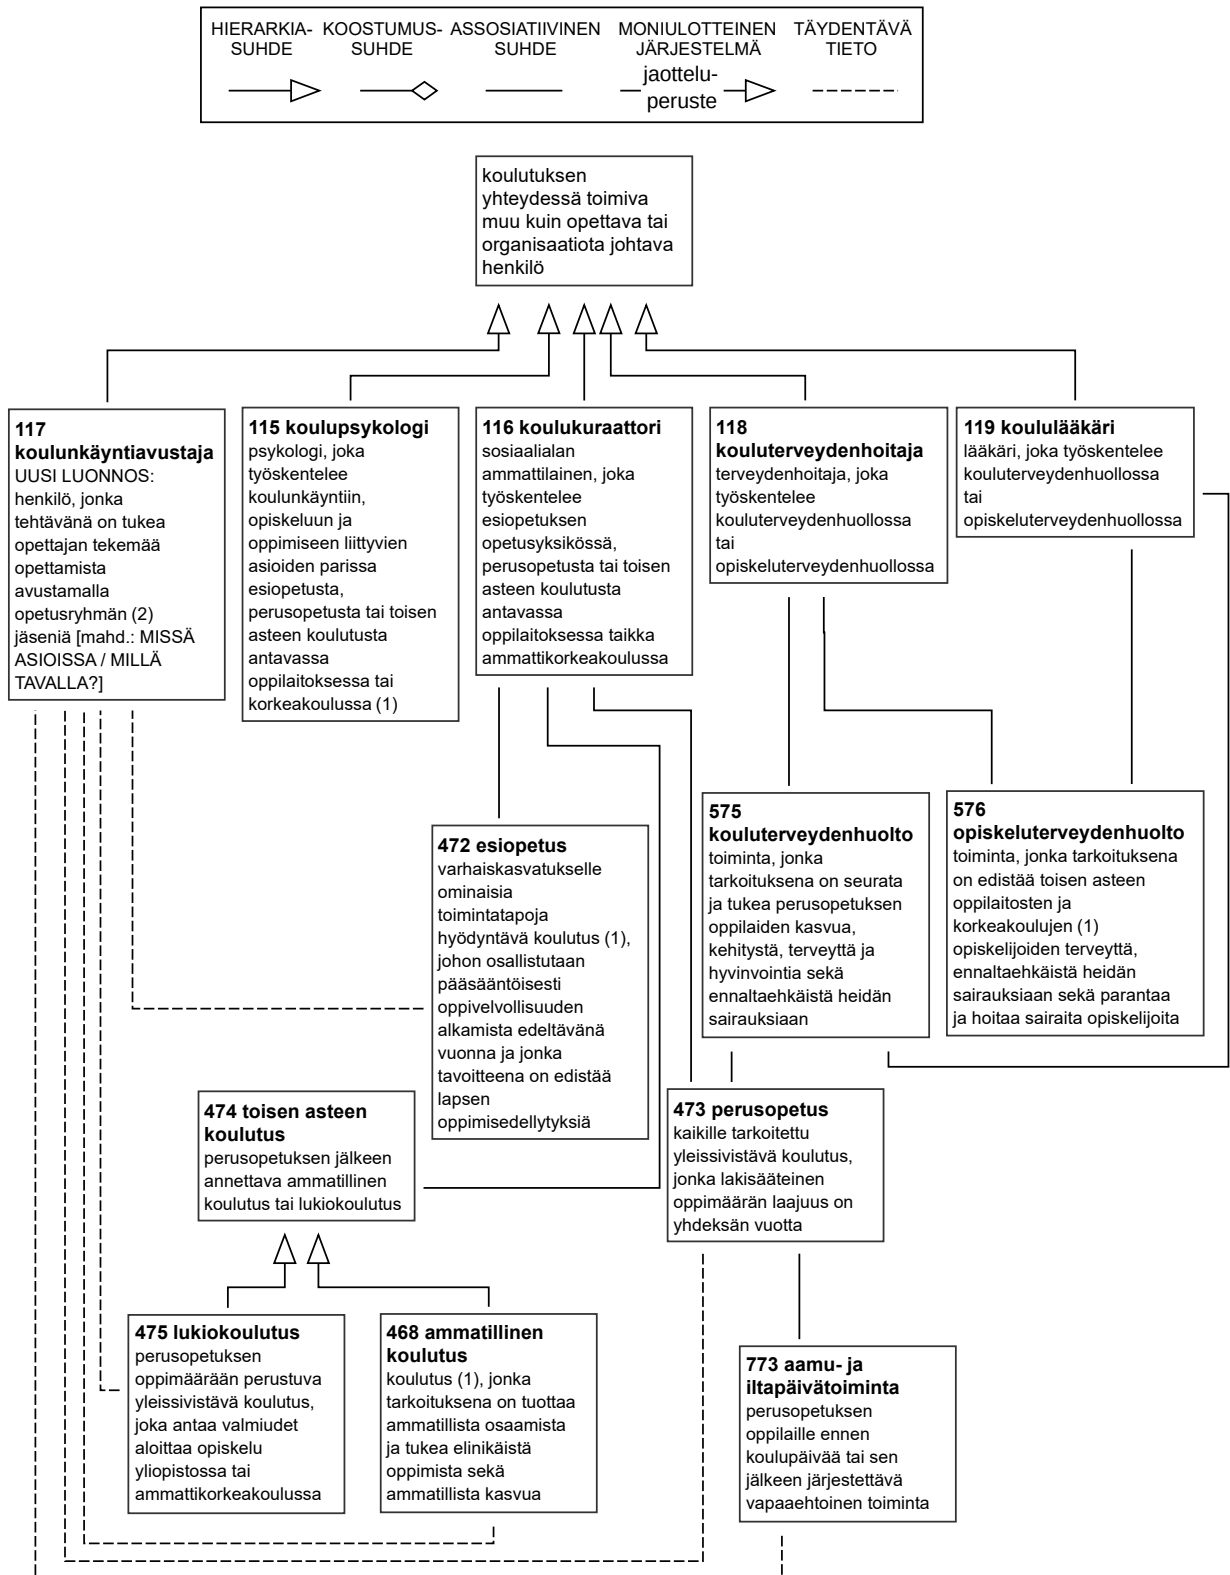 HIERARKIA-
SUHDE
KOOSTUMUS-
SUHDE
ASSOSIATIIVINEN
SUHDE
MONIULOTTEINEN
JÄRJESTELMÄ
jaottelu-
peruste
TÄYDENTÄVÄ
TIETO
koulutuksen
yhteydessä toimiva
muu kuin opettava tai
organisaatiota johtava
henkilö
117
koulunkäyntiavustaja
UUSI LUONNOS:
henkilö, jonka
tehtävänä on tukea
opettajan tekemää
opettamista
avustamalla
opetusryhmän (2)
jäseniä [mahd.: MISSÄ
ASIOISSA / MILLÄ
TAVALLA?]
115 koulupsykologi
psykologi, joka
työskentelee
koulunkäyntiin,
opiskeluun ja
oppimiseen liittyvien
asioiden parissa
esiopetusta,
perusopetusta tai toisen
asteen koulutusta
antavassa
oppilaitoksessa tai
korkeakoulussa (1)
116 koulukuraattori
sosiaalialan
ammattilainen, joka
työskentelee
esiopetuksen
opetusyksikössä,
perusopetusta tai toisen
asteen koulutusta
antavassa
oppilaitoksessa taikka
ammattikorkeakoulussa
118
kouluterveydenhoitaja
terveydenhoitaja, joka
työskentelee
kouluterveydenhuollossa
tai
opiskeluterveydenhuollossa
119 koululääkäri
lääkäri, joka työskentelee
kouluterveydenhuollossa
tai
opiskeluterveydenhuollossa
472 esiopetus
varhaiskasvatukselle
ominaisia
toimintatapoja
hyödyntävä koulutus (1),
johon osallistutaan
pääsääntöisesti
oppivelvollisuuden
alkamista edeltävänä
vuonna ja jonka
tavoitteena on edistää
lapsen
oppimisedellytyksiä
575
kouluterveydenhuolto
toiminta, jonka
tarkoituksena on seurata
ja tukea perusopetuksen
oppilaiden kasvua,
kehitystä, terveyttä ja
hyvinvointia sekä
ennaltaehkäistä heidän
sairauksiaan
576
opiskeluterveydenhuolto
toiminta, jonka tarkoituksena
on edistää toisen asteen
oppilaitosten ja
korkeakoulujen (1)
opiskelijoiden terveyttä,
ennaltaehkäistä heidän
sairauksiaan sekä parantaa
ja hoitaa sairaita opiskelijoita
474 toisen asteen
koulutus
perusopetuksen jälkeen
annettava ammatillinen
koulutus tai lukiokoulutus
473 perusopetus
kaikille tarkoitettu
yleissivistävä koulutus,
jonka lakisääteinen
oppimäärän laajuus on
yhdeksän vuotta
475 lukiokoulutus
perusopetuksen
oppimäärään perustuva
yleissivistävä koulutus,
joka antaa valmiudet
aloittaa opiskelu
yliopistossa tai
ammattikorkeakoulussa
468 ammatillinen
koulutus
koulutus (1), jonka
tarkoituksena on tuottaa
ammatillista osaamista
ja tukea elinikäistä
oppimista sekä
ammatillista kasvua
773 aamu- ja
iltapäivätoiminta
perusopetuksen
oppilaille ennen
koulupäivää tai sen
jälkeen järjestettävä
vapaaehtoinen toiminta